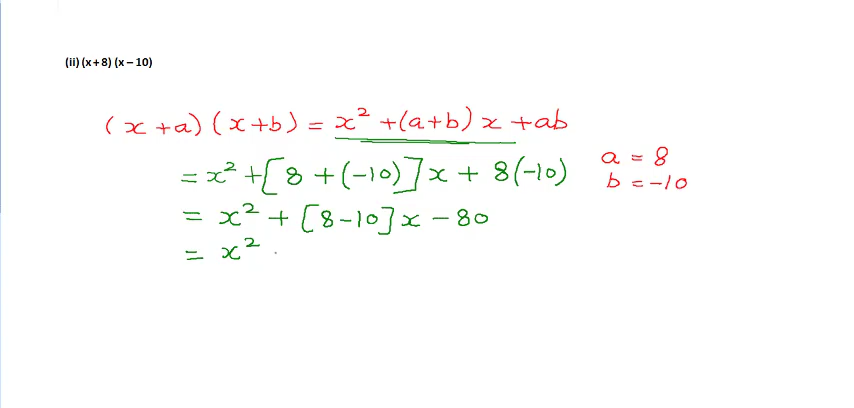 (ii) (x + 8) (x – 10)
(x + a) (x + b) = x² + (a + b) x + ab
a = 8
= x² + [8 + (-10)] x + 8(-10)
b = -10
= x² + [8 - 10] x - 80
= x²